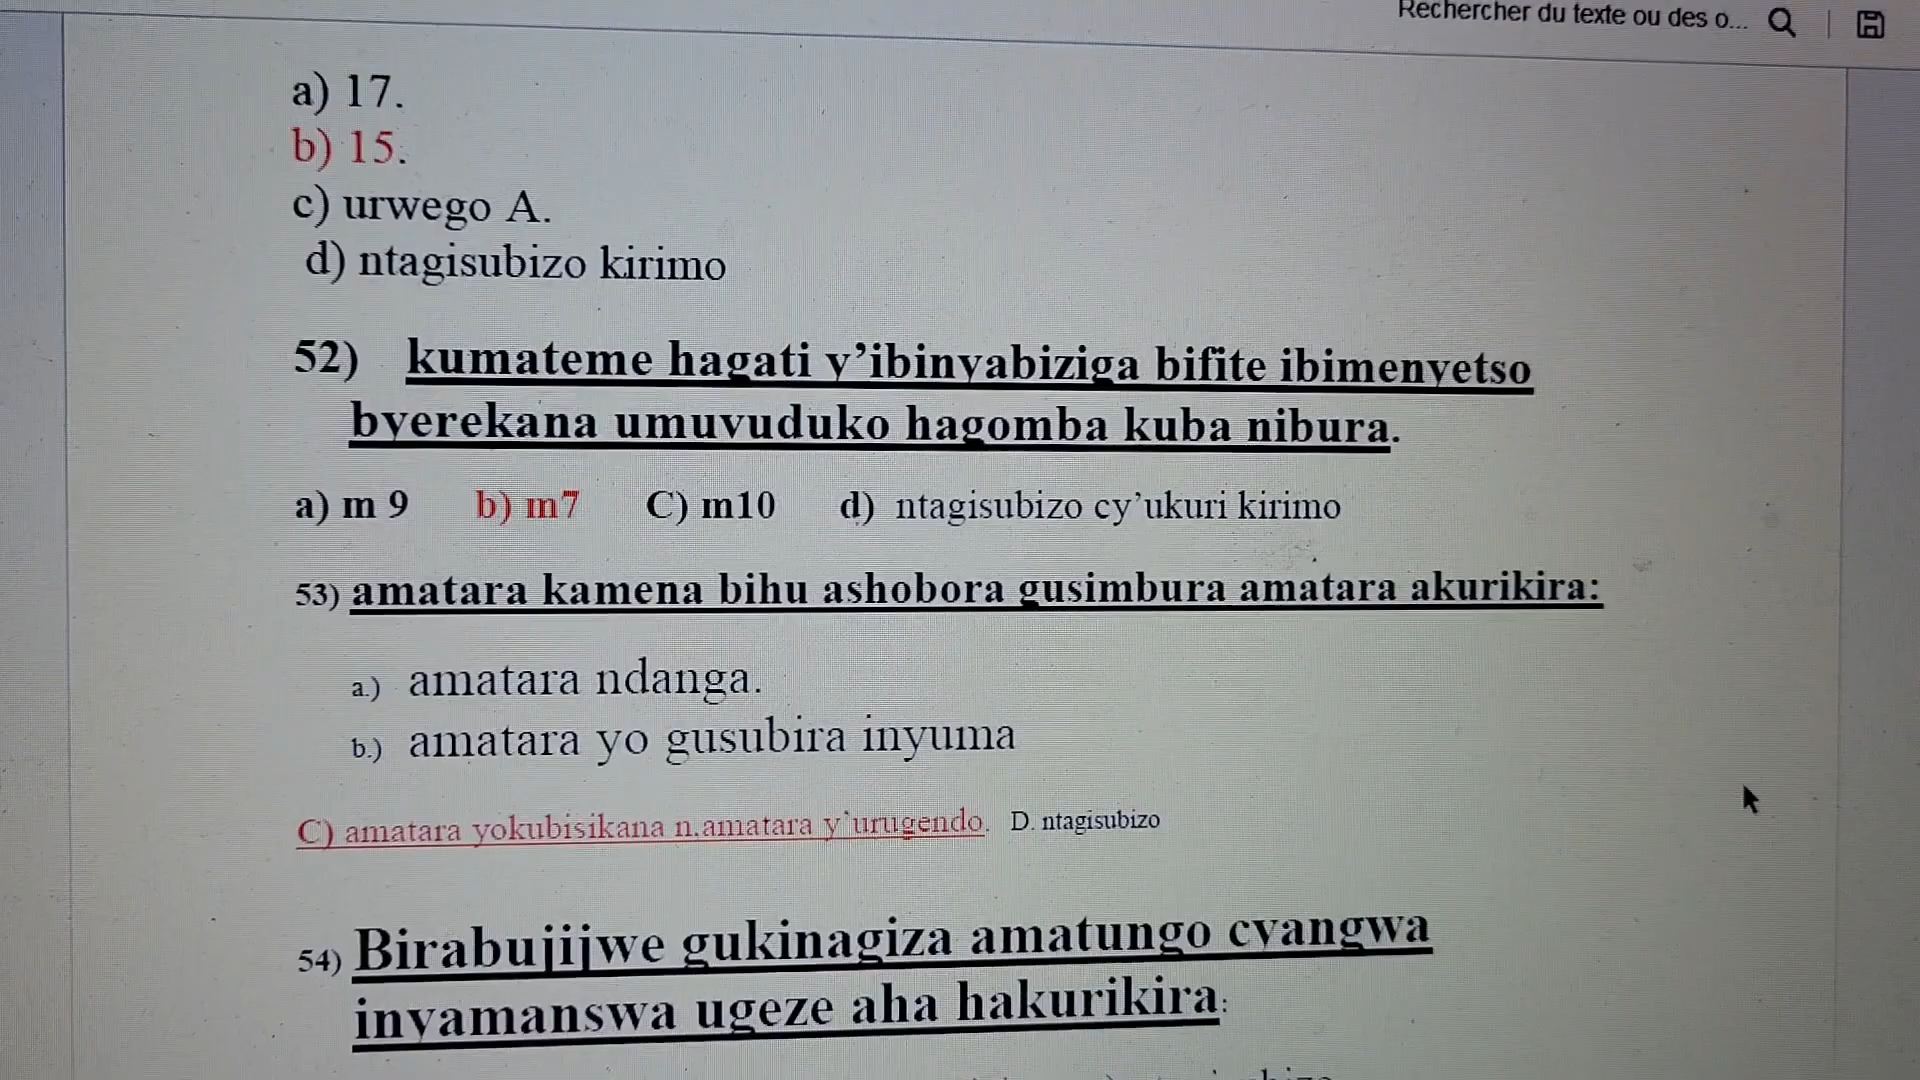 Rechercher du texte ou des o...
a) 17.
b) 15.
c) urwego A.
d) ntagisubizo kirimo
52) kumateme hagati y’ibinyabiziga bifite ibimenyetso
byerekana umuvuduko hagomba kuba nibura.
a) m 9 b) m7 C) m10 d) ntagisubizo cy’ukuri kirimo
53) amatara kamena bihu ashobora gusimbura amatara akurikira:
a.) amatara ndanga.
b.) amatara yo gusubira inyuma
C) amatara yokubisikana n,amatara y’urugendo. D. ntagisubizo
54) Birabujijwe gukinagiza amatungo cyangwa
inyamanswa ugeze aha hakurikira: